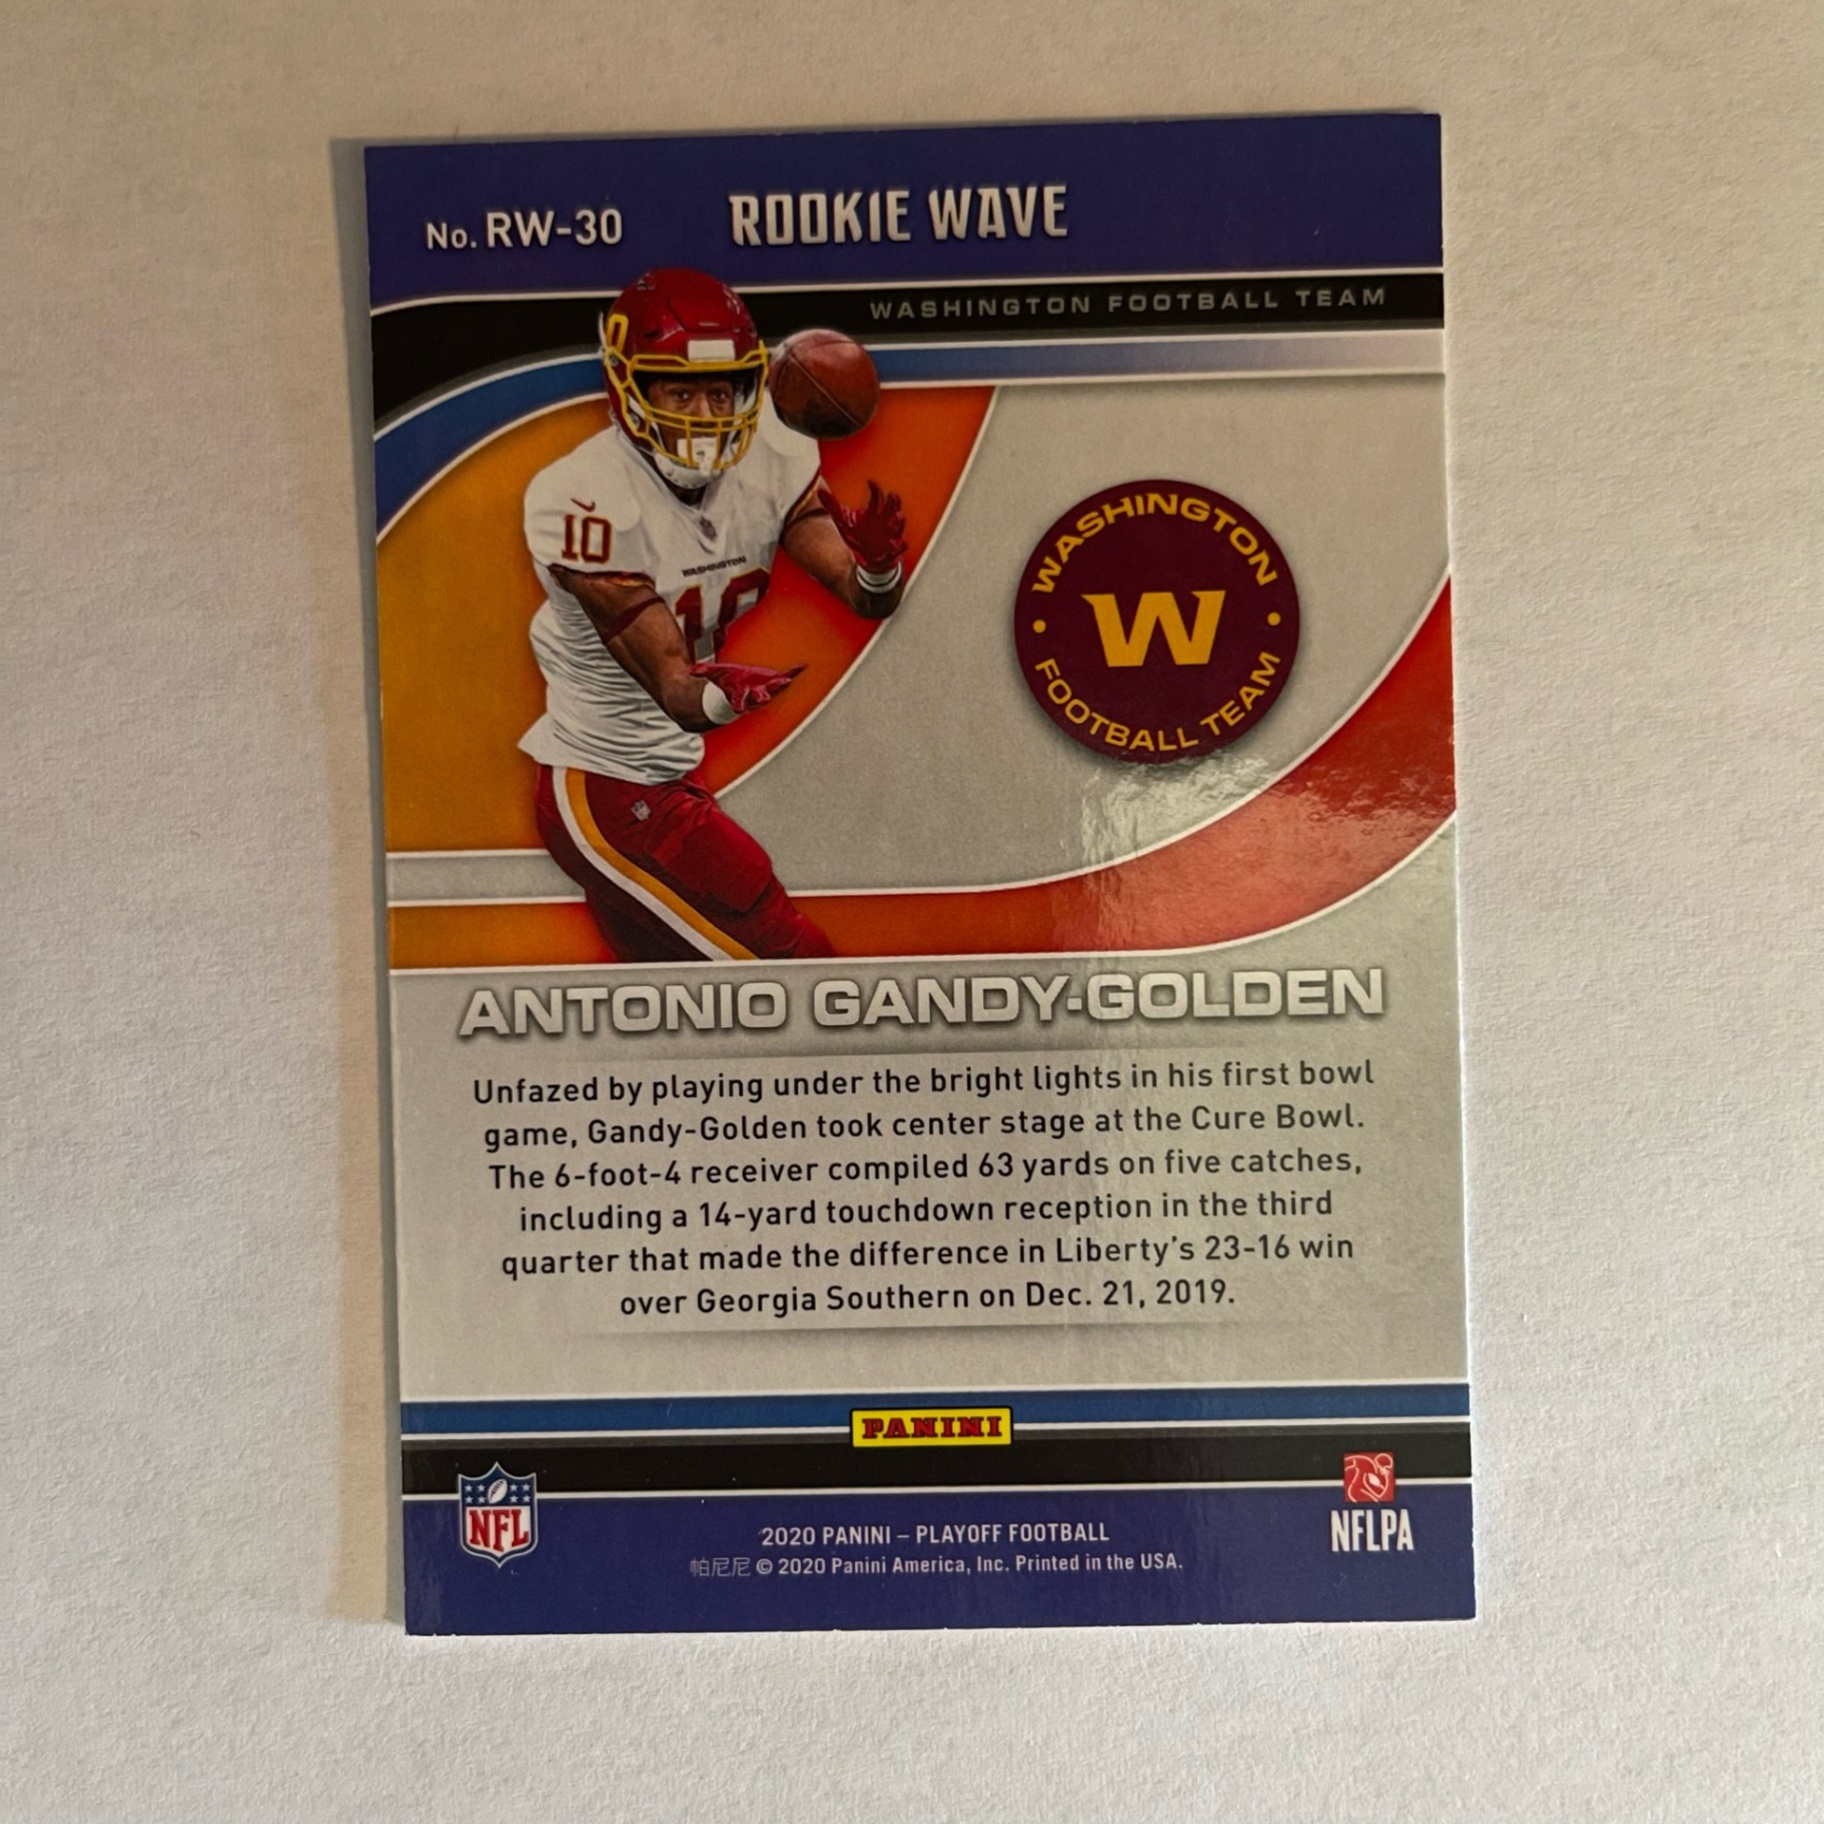 No. RW-30
ROOKIE WAVE
WASHINGTON FOOTBALL TEAM
10
WASHINGTON
10
WASHINGTON
W
FOOTBALL TEAM
ANTONIO GANDY-GOLDEN
Unfazed by playing under the bright lights in his first bowl
game, Gandy-Golden took center stage at the Cure Bowl.
The 6-foot-4 receiver compiled 63 yards on five catches,
including a 14-yard touchdown reception in the third
quarter that made the difference in Liberty's 23-16 win
over Georgia Southern on Dec. 21, 2019.
PANINI
NFL
NFLPA
2020 PANINI – PLAYOFF FOOTBALL
帕尼尼 © 2020 Panini America, Inc. Printed in the USA.